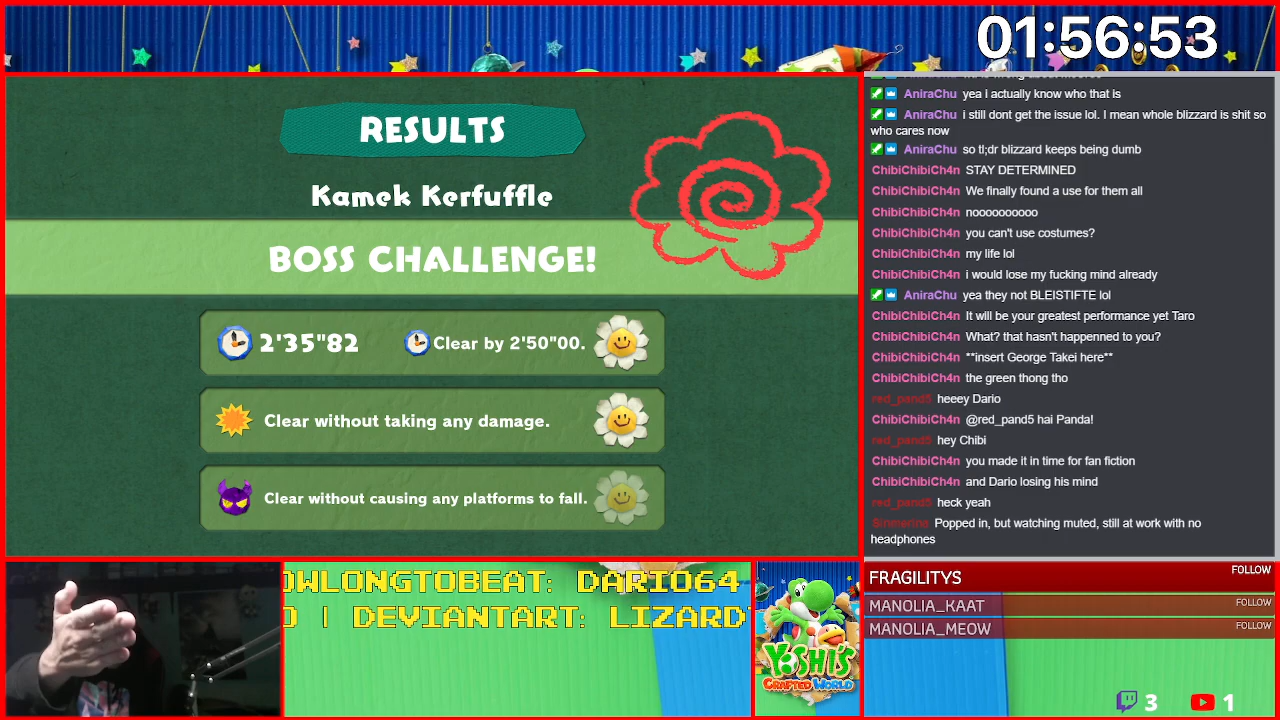 01:56:53
RESULTS
Kamek Kerfuffle
BOSS CHALLENGE!
2'35"82
Clear by 2'50"00.
Clear without taking any damage.
Clear without causing any platforms to fall.
AniraChu yea i actually know who that is
AniraChu i still dont get the issue lol. I mean whole blizzard is shit so
who cares now
AniraChu so tl;dr blizzard keeps being dumb
ChibiChibiCh4n STAY DETERMINED
ChibiChibiCh4n We finally found a use for them all
ChibiChibiCh4n noooooooooo
ChibiChibiCh4n you can't use costumes?
ChibiChibiCh4n my life lol
ChibiChibiCh4n i would lose my fucking mind already
AniraChu yea they not BLEISTIFTE lol
ChibiChibiCh4n It will be your greatest performance yet Taro
ChibiChibiCh4n What? that hasn't happened to you?
ChibiChibiCh4n **insert George Takei here**
ChibiChibiCh4n the green thong tho
red_pand5 heeey Dario
ChibiChibiCh4n @red_pand5 hai Panda!
red_pand5 hey Chibi
ChibiChibiCh4n you made it in time for fan fiction
ChibiChibiCh4n and Dario losing his mind
red_pand5 heck yeah
Sinmerino Popped in, but watching muted, still at work with no
headphones
OWLONGTOBEAT: DARIO64
| DEVIANTART: LIZARD
YOSHI'S
CRAFTED WORLD
FRAGILITYS FOLLOW
MANOLIA_KAAT FOLLOW
MANOLIA_MEOW FOLLOW
3
1